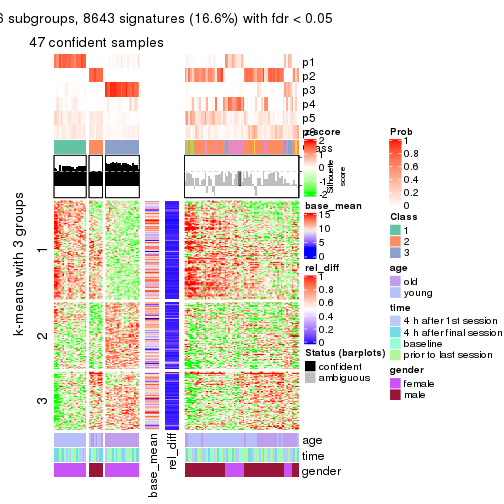 6 subgroups, 8643 signatures (16.6%) with fdr < 0.05
47 confident samples
p1
p2
p3
p4
p5
z-score
2
base_mean
15
10
5
0
rel_diff
1
0.8
0.6
0.4
0.2
0
Status (barplots)
confident
ambiguous
Silhouette
score
Prob
1
0.8
0.6
0.4
0.2
0
Class
1
2
3
age
old
young
time
4 h after 1st session
4 h after final session
baseline
prior to last session
gender
female
male
k-means with 3 groups
1
2
3
age
time
gender
base_mean
rel_diff